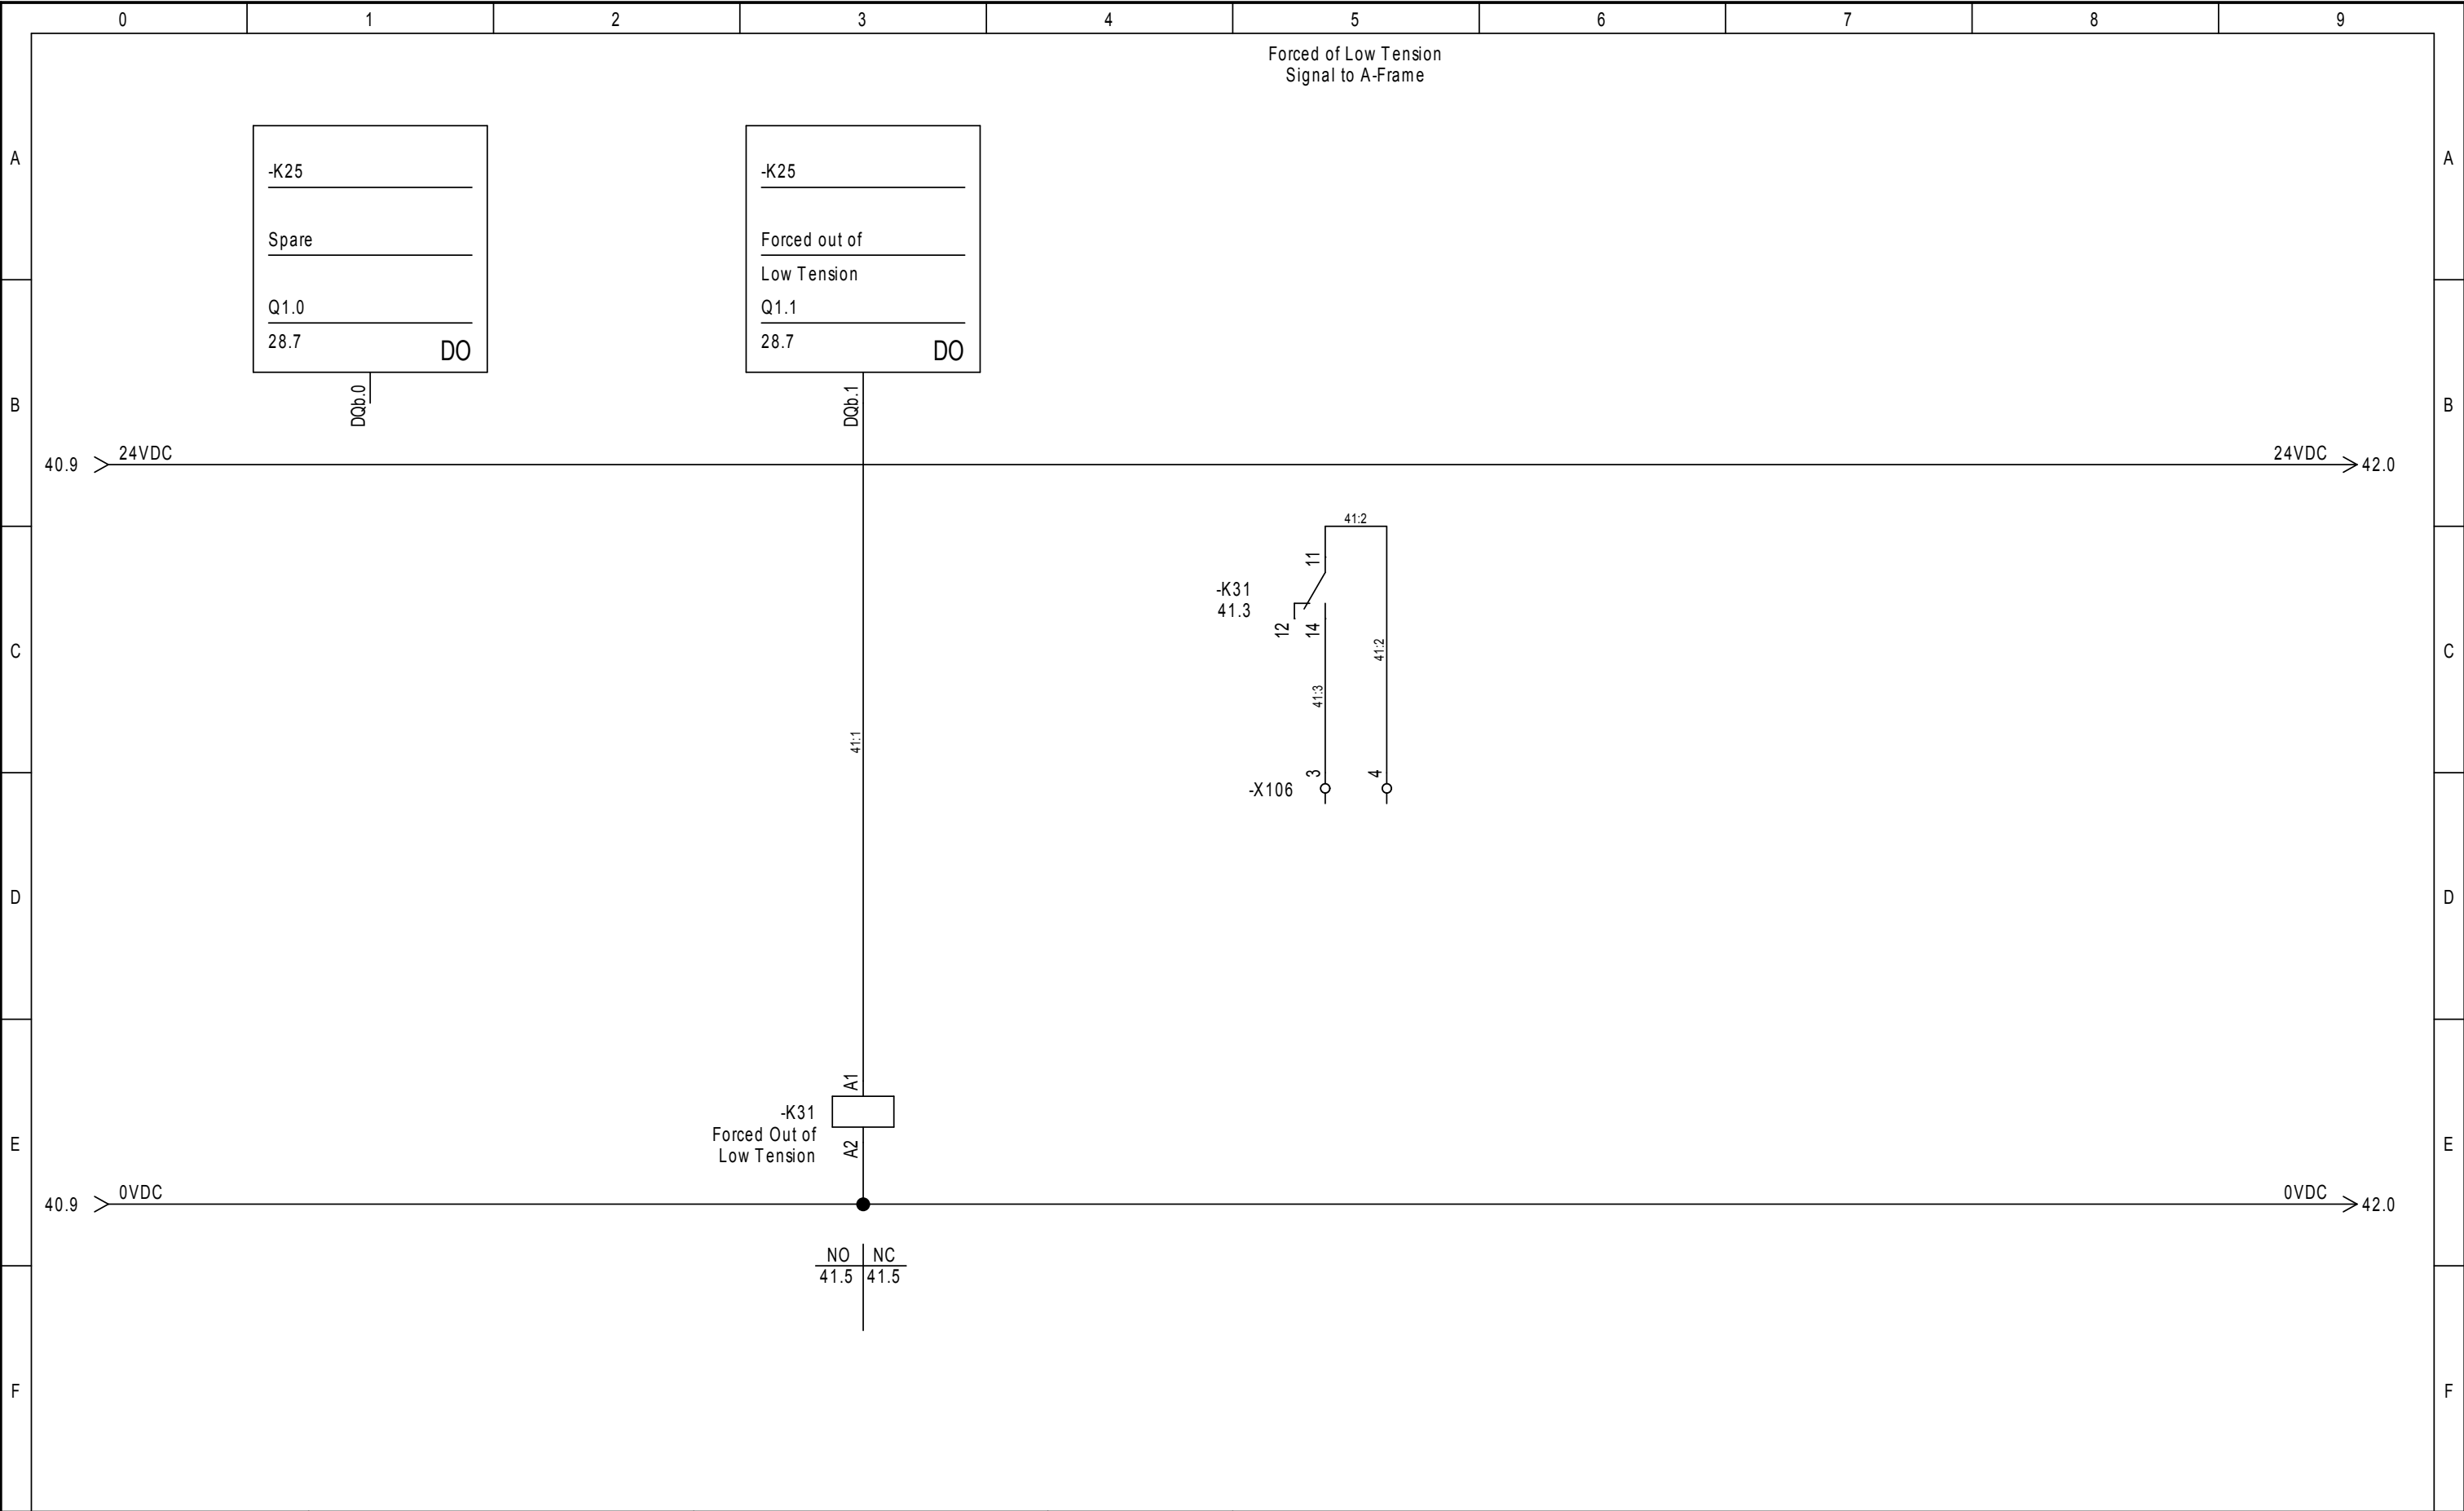 0 1 2 3 4 5 6 7 8 9
Forced of Low Tension
Signal to A-Frame
A A
-K25
Spare
Q1.0
28.7 DO
DQb.0
-K25
Forced out of
Low Tension
Q1.1
28.7 DO
DQb.1
B B
40.9 24VDC 24VDC 42.0
41:2
11
-K31
41.3
12 14
41:2
C C
41:3
41:1
-X106 3 4
D D
A1
-K31
Forced Out of
Low Tension
A2
E E
40.9 0VDC 0VDC 42.0
NO NC
41.5 41.5
F F